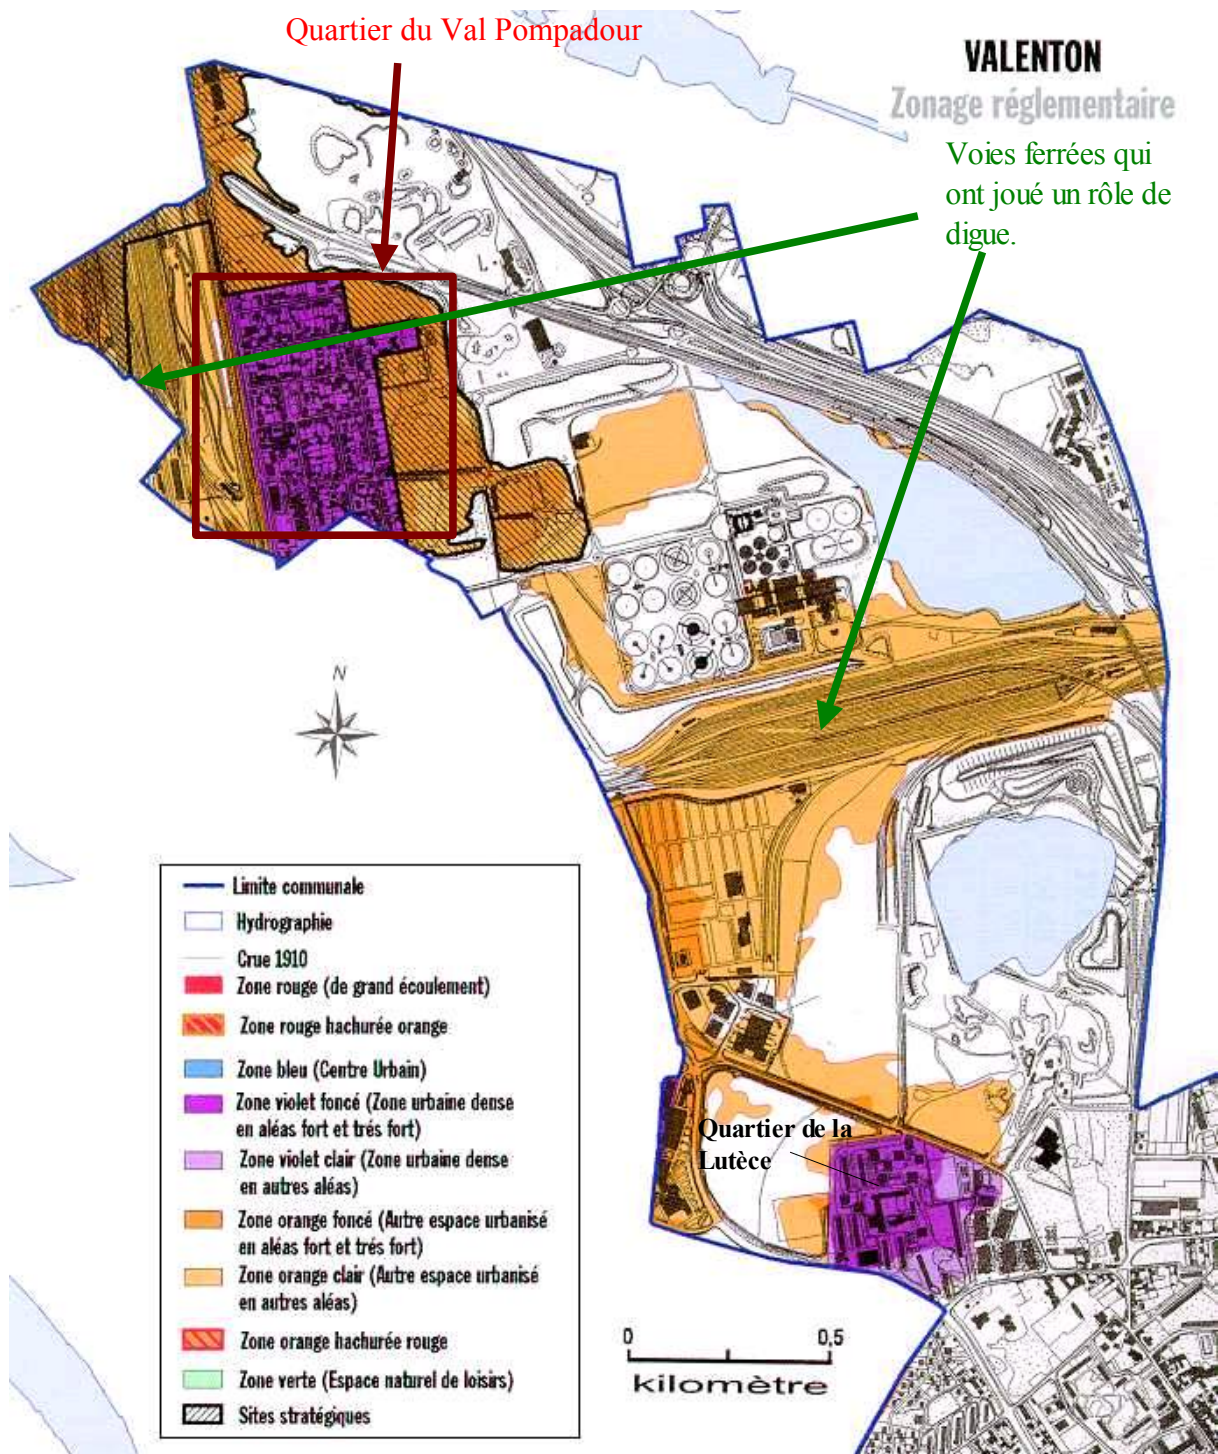 Quartier du Val Pompadour
VALENTON
Zonage réglementaire
Voies ferrées qui
ont joué un rôle de
digue.
N
Limite communale
Hydrographie
Crue 1910
Zone rouge (de grand écoulement)
Zone rouge hachurée orange
Zone bleu (Centre Urbain)
Zone violet foncé (Zone urbaine dense
en aléas fort et trés fort)
Zone violet clair (Zone urbaine dense
en autres aléas)
Zone orange foncé (Autre espace urbanisé
en aléas fort et trés fort)
Zone orange clair (Autre espace urbanisé
en autres aléas)
Zone orange hachurée rouge
Zone verte (Espace naturel de loisirs)
Sites stratégiques
Quartier de la
Lutèce
0 0,5
kilomètre